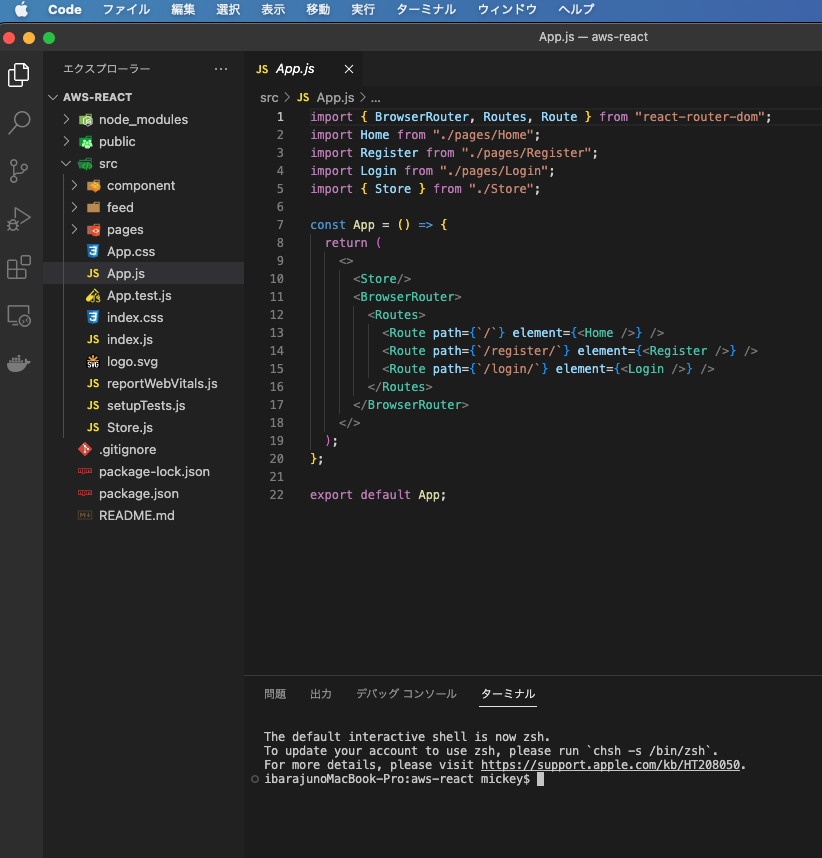 Code ファイル 編集 選択 表示 移動 実行 ターミナル ウィンドウ ヘルプ
App.js — aws-react
エクスプローラー ...
AWS-REACT
node_modules
public
src
component
feed
pages
App.css
JS App.js
App.test.js
index.css
JS index.js
SVG logo.svg
JS reportWebVitals.js
JS setupTests.js
JS Store.js
.gitignore
npm package-lock.json
npm package.json
M↓ README.md
JS App.js ×
src > JS App.js > ...
1 import { BrowserRouter, Routes, Route } from "react-router-dom";
2 import Home from "./pages/Home";
3 import Register from "./pages/Register";
4 import Login from "./pages/Login";
5 import { Store } from "./Store";
6
7 const App = () => {
8   return (
9     <>
10       <Store/>
11       <BrowserRouter>
12         <Routes>
13           <Route path={`/`} element={<Home />} />
14           <Route path={`/register/`} element={<Register />} />
15           <Route path={`/login/`} element={<Login />} />
16         </Routes>
17       </BrowserRouter>
18     </>
19   );
20 };
21
22 export default App;
問題 出力 デバッグ コンソール ターミナル
The default interactive shell is now zsh.
To update your account to use zsh, please run `chsh -s /bin/zsh`.
For more details, please visit https://support.apple.com/kb/HT208050.
ibarajunoMacBook-Pro:aws-react mickey$